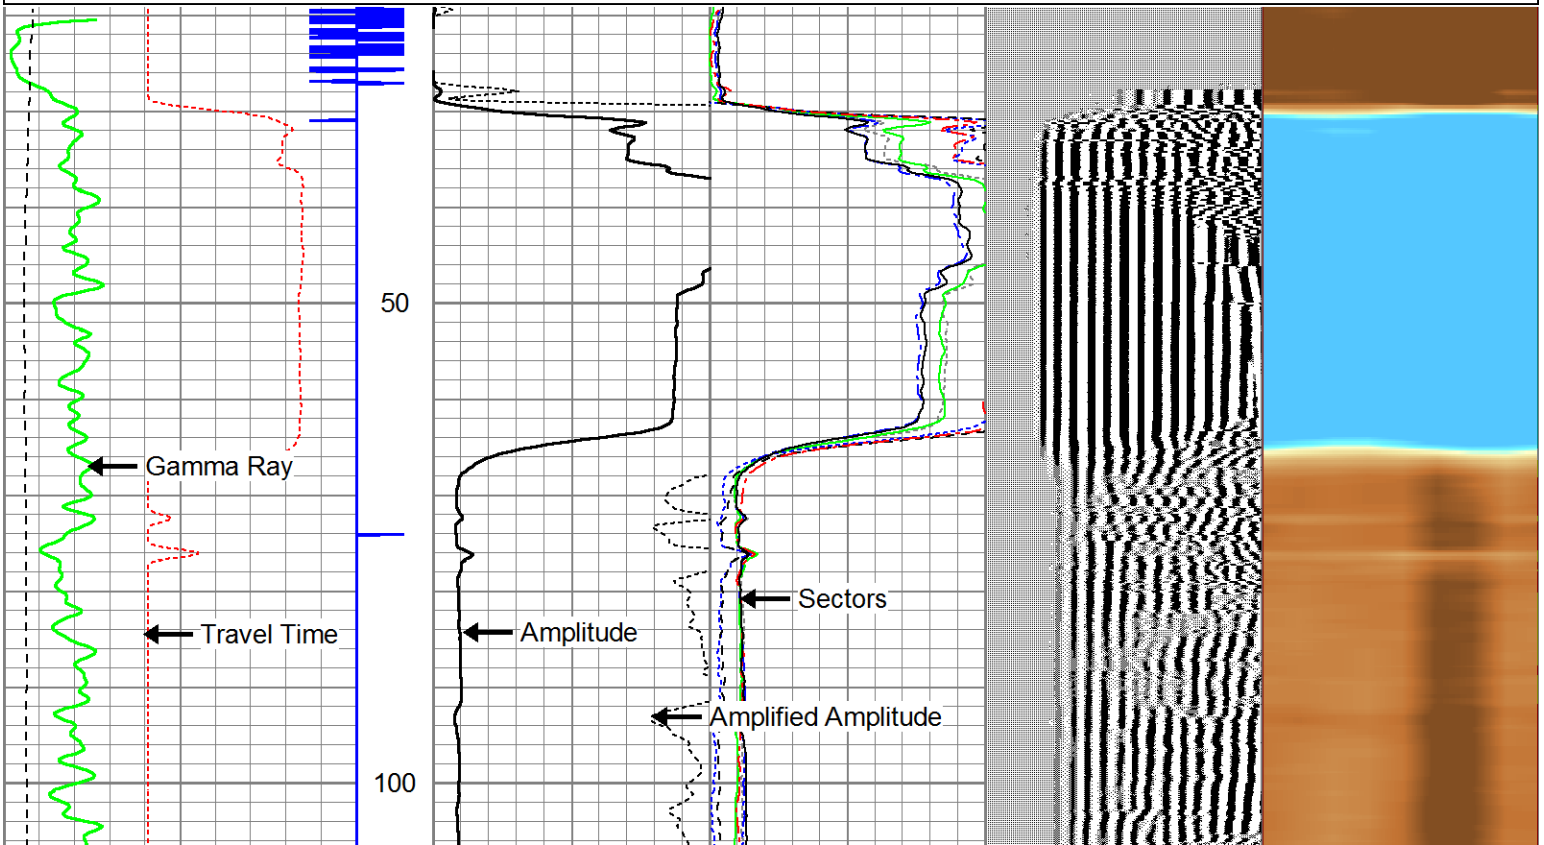 50
Gamma Ray
Sectors
Travel Time
Amplitude
Amplified Amplitude
100